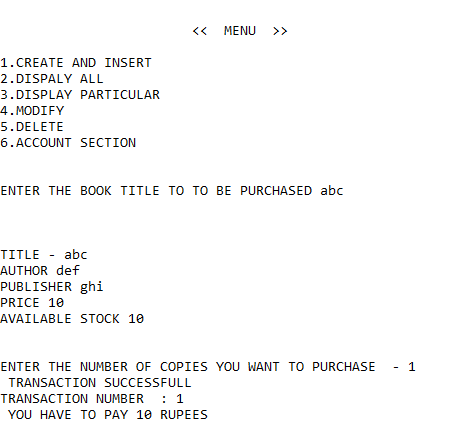 << MENU >>
1.CREATE AND INSERT
2.DISPALY ALL
3.DISPLAY PARTICULAR
4.MODIFY
5.DELETE
6.ACCOUNT SECTION
ENTER THE BOOK TITLE TO TO BE PURCHASED abc
TITLE - abc
AUTHOR def
PUBLISHER ghi
PRICE 10
AVAILABLE STOCK 10
ENTER THE NUMBER OF COPIES YOU WANT TO PURCHASE - 1
TRANSACTION SUCCESSFULL
TRANSACTION NUMBER : 1
YOU HAVE TO PAY 10 RUPEES